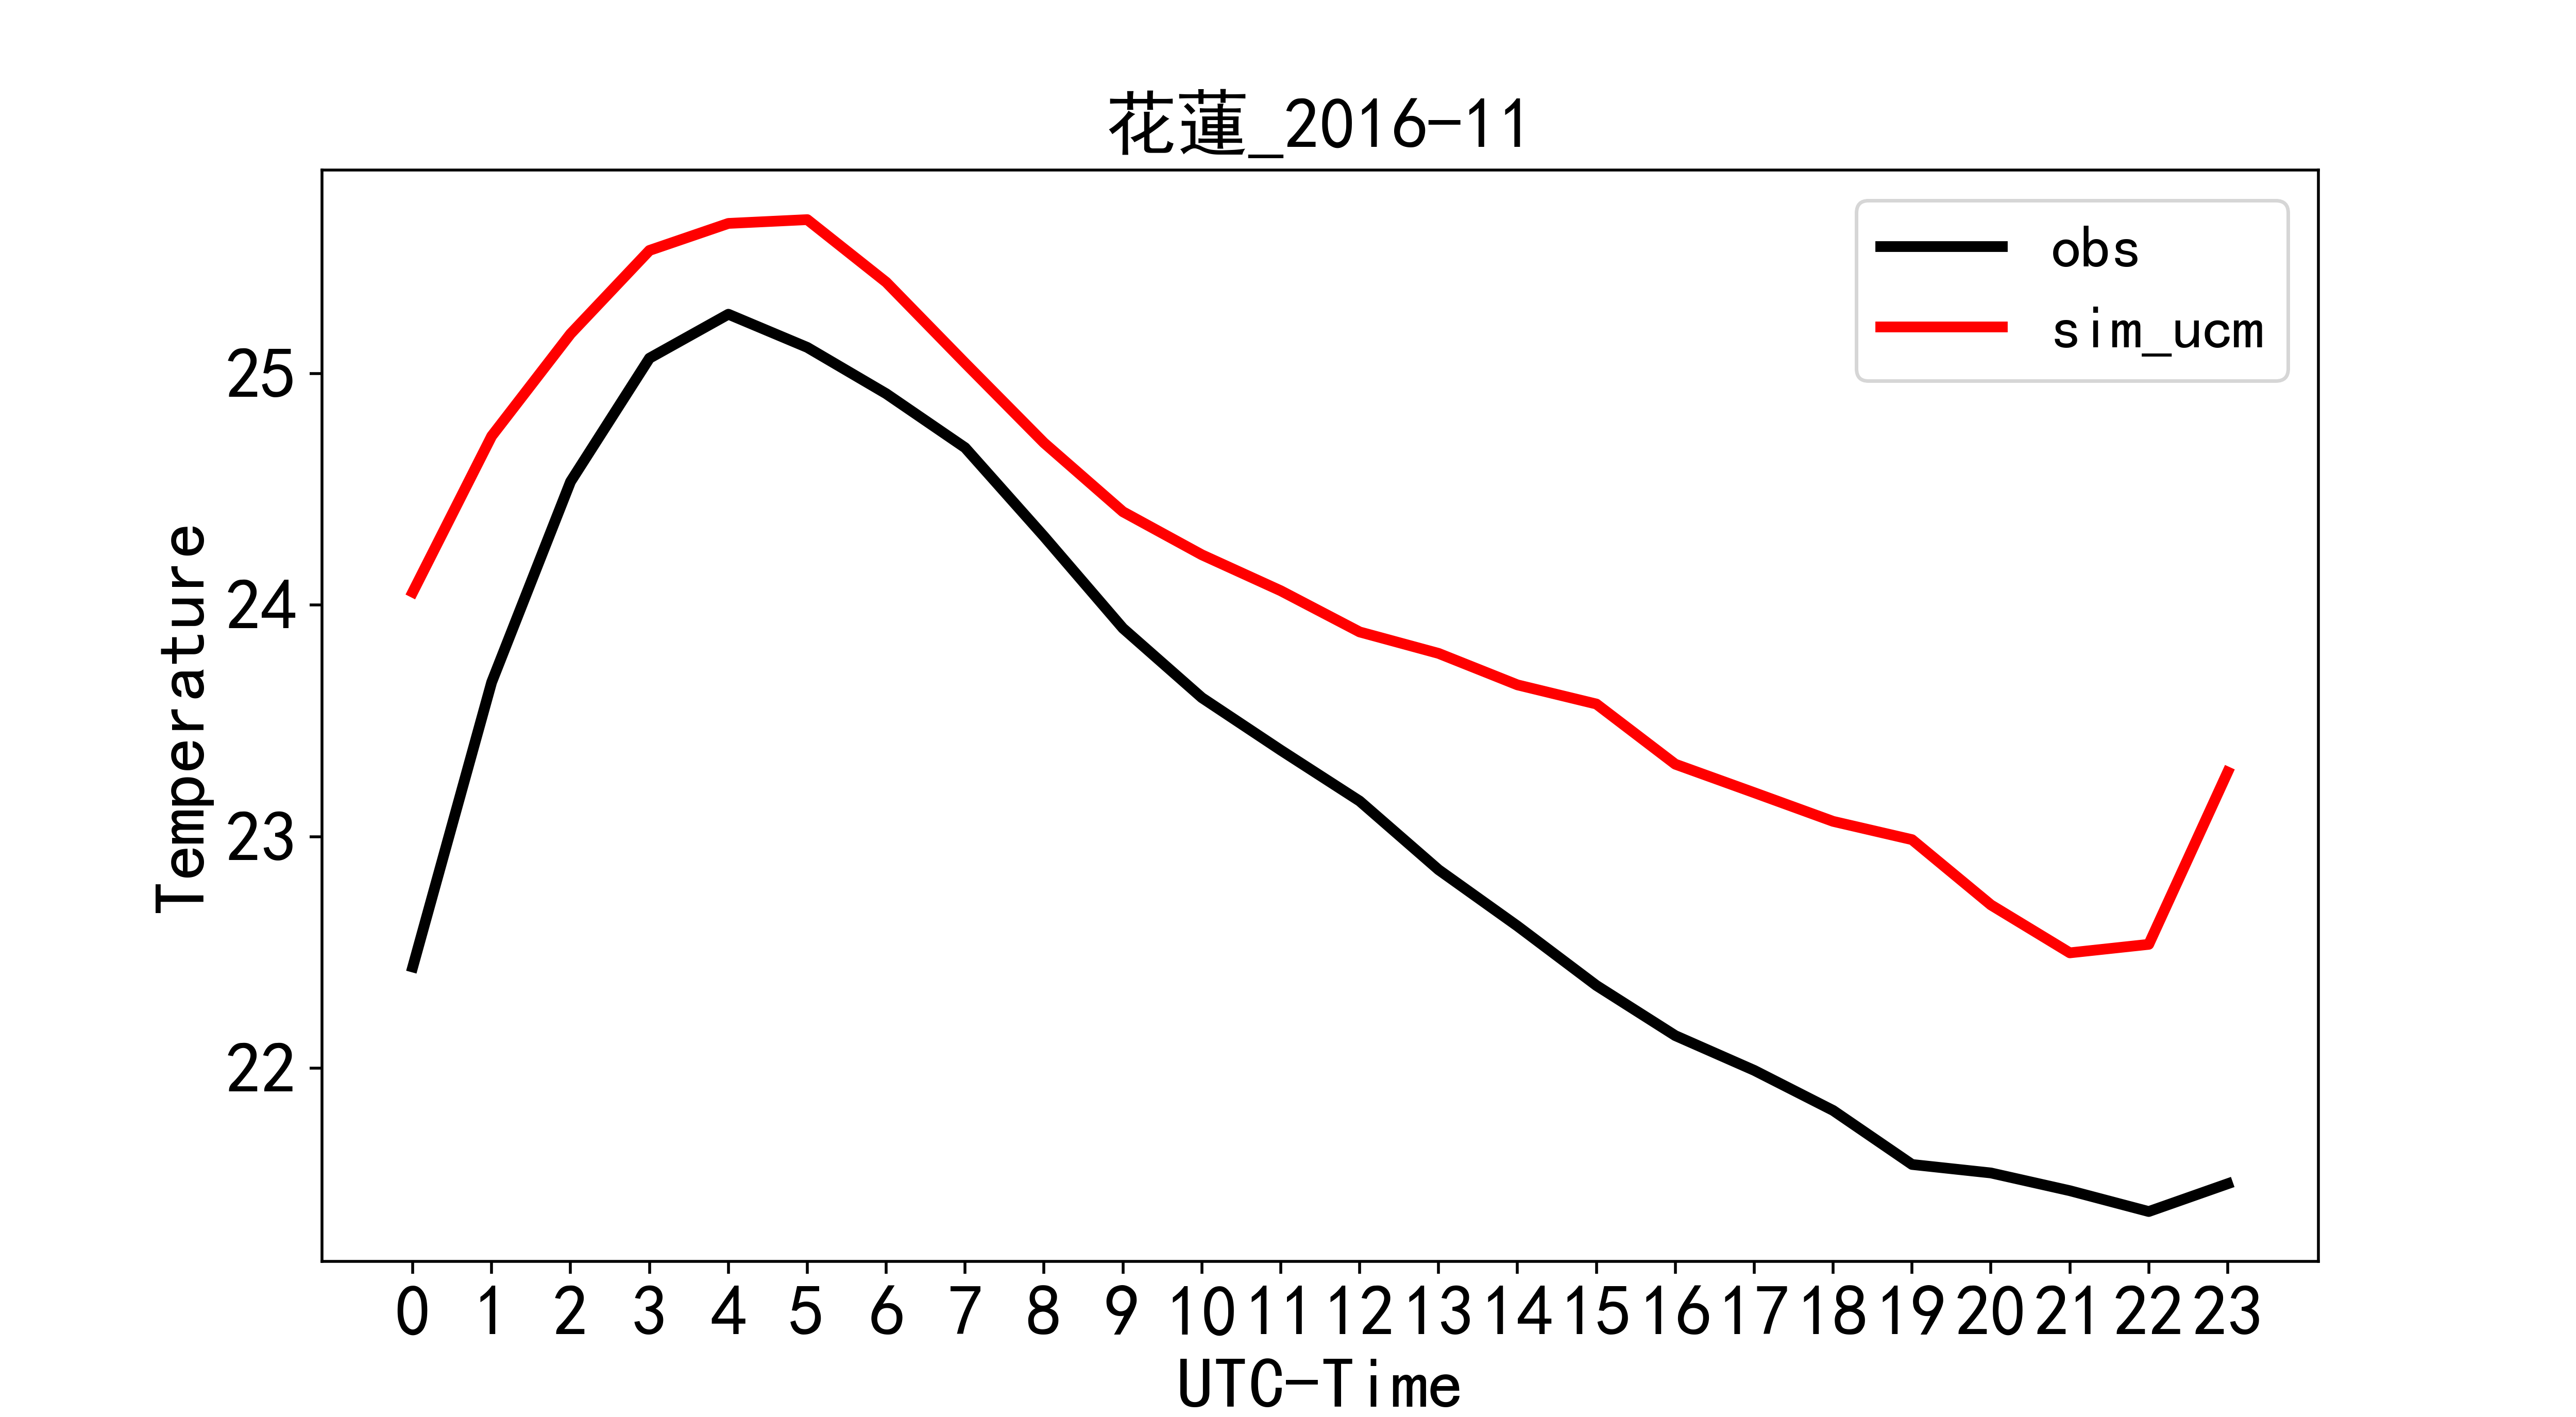 花蓮_2016-11
obs
sim_ucm
Temperature
25
24
23
22
0 1 2 3 4 5 6 7 8 9 10 11 12 13 14 15 16 17 18 19 20 21 22 23
UTC-Time